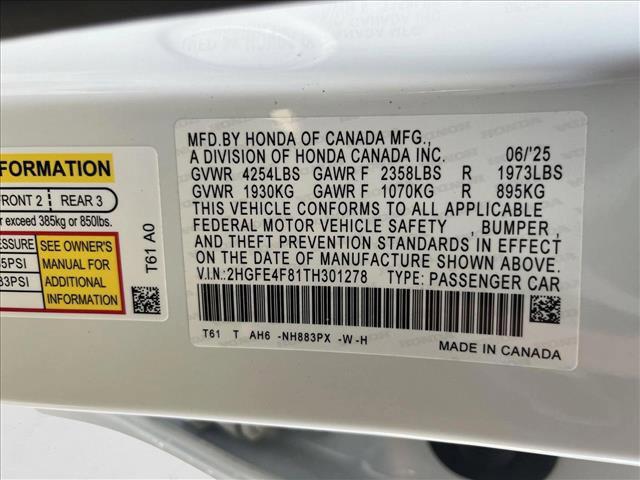 MFD.BY HONDA OF CANADA MFG.,
A DIVISION OF HONDA CANADA INC. 06/'25
GVWR 4254LBS GAWR F 2358LBS R 1973LBS
GVWR 1930KG GAWR F 1070KG R 895KG
THIS VEHICLE CONFORMS TO ALL APPLICABLE
FEDERAL MOTOR VEHICLE SAFETY , BUMPER,
AND THEFT PREVENTION STANDARDS IN EFFECT
ON THE DATE OF MANUFACTURE SHOWN ABOVE.
V.I.N.:2HGFE4F81TH301278 TYPE: PASSENGER CAR
T61 T AH6 -NH883PX -W-H
MADE IN CANADA
FORMATION
FRONT 2 REAR 3
r exceed 385kg or 850lbs.
SEE OWNER'S
MANUAL FOR
ADDITIONAL
INFORMATION
T61 A0